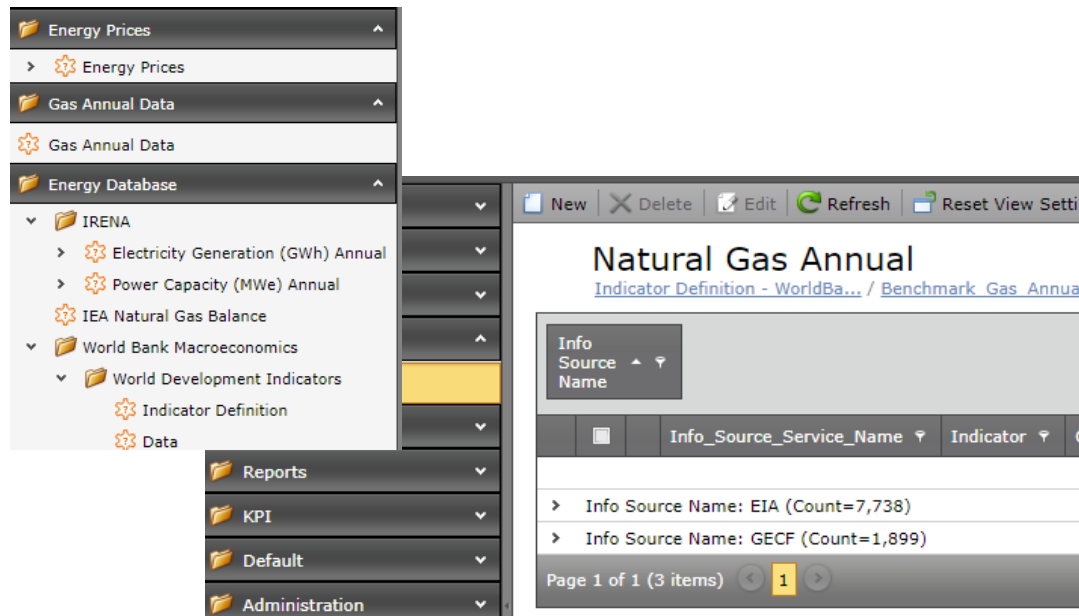 Energy Prices
Energy Prices
Gas Annual Data
Gas Annual Data
Energy Database
IRENA
Electricity Generation (GWh) Annual
Power Capacity (MWe) Annual
IEA Natural Gas Balance
World Bank Macroeconomics
World Development Indicators
Indicator Definition
Data
Reports
KPI
Default
Administration
New Delete Edit Refresh Reset View Setti
Natural Gas Annual
Indicator Definition - WorldBa... / Benchmark_Gas_Annua
Info
Source
Name
Info_Source_Service_Name Indicator
Info Source Name: EIA (Count=7,738)
Info Source Name: GECF (Count=1,899)
Page 1 of 1 (3 items) 1